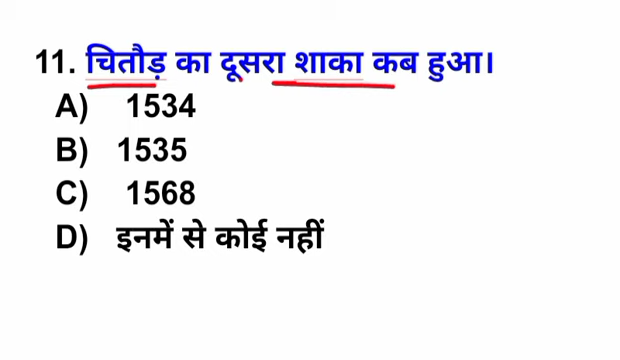 11. चितौड़ का दूसरा शाका कब हुआ।
A) 1534
B) 1535
C) 1568
D) इनमें से कोई नहीं